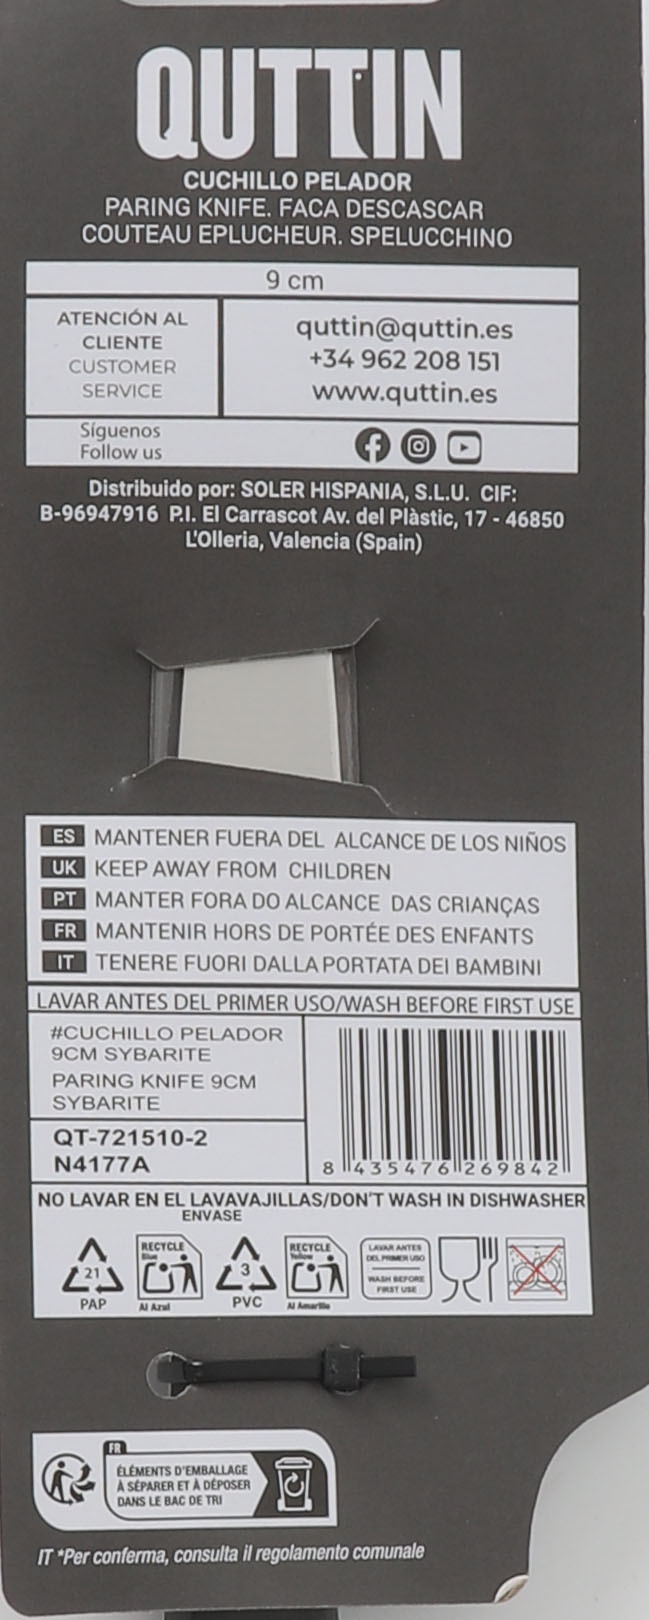 QUTTIN
CUCHILLO PELADOR
PARING KNIFE. FACA DESCASCAR
COUTEAU EPLUCHEUR. SPELUCCHINO
9 cm
ATENCIÓN AL
CLIENTE
CUSTOMER
SERVICE
quttin@quttin.es
+34 962 208 151
www.quttin.es
Síguenos
Follow us
Distribuido por: SOLER HISPANIA, S.L.U. CIF:
B-96947916 P.I. El Carrascot Av. del Plàstic, 17 - 46850
L'Olleria, Valencia (Spain)
ES MANTENER FUERA DEL ALCANCE DE LOS NIÑOS
UK KEEP AWAY FROM CHILDREN
PT MANTER FORA DO ALCANCE DAS CRIANÇAS
FR MANTENIR HORS DE PORTÉE DES ENFANTS
IT TENERE FUORI DALLA PORTATA DEI BAMBINI
LAVAR ANTES DEL PRIMER USO/WASH BEFORE FIRST USE
#CUCHILLO PELADOR
9CM SYBARITE
PARING KNIFE 9CM
SYBARITE
QT-721510-2
N4177A
8 435476 269842
NO LAVAR EN EL LAVAVAJILLAS/DON'T WASH IN DISHWASHER
ENVASE
21
PAP
RECYCLE
Blue
Al Azul
3
PVC
RECYCLE
Yellow
Al Amarillo
LAVAR ANTES
DEL PRIMER USO
WASH BEFORE
FIRST USE
FR
ÉLÉMENTS D'EMBALLAGE
À SÉPARER ET À DÉPOSER
DANS LE BAC DE TRI
IT *Per conferma, consulta il regolamento comunale